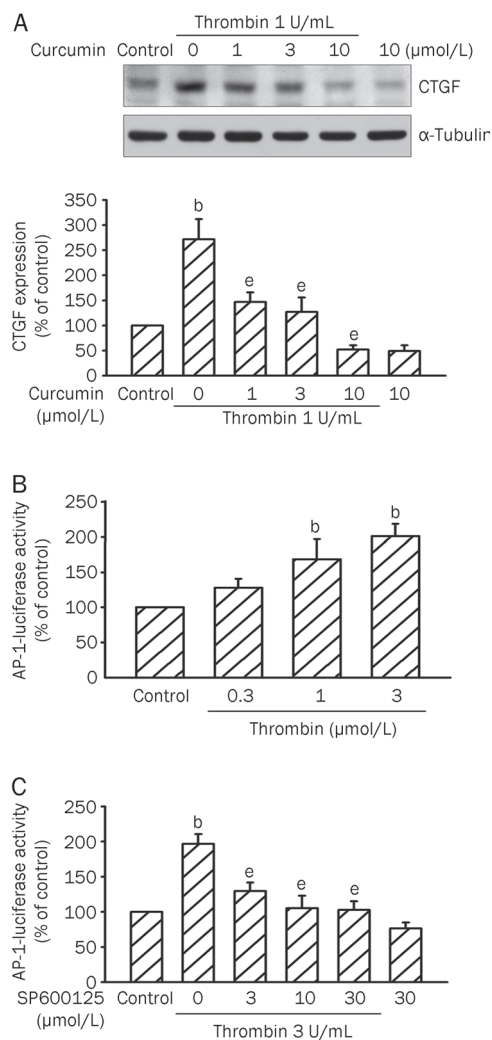 A
Thrombin 1 U/mL
Curcumin Control 0 1 3 10 10 (μmol/L)
CTGF
α-Tubulin
CTGF expression
(% of control)
350
300
250
200
150
100
50
0
b
e
e
e
Curcumin Control 0 1 3 10 10
(μmol/L)
Thrombin 1 U/mL
B
AP-1-luciferase activity
(% of control)
250
200
150
100
50
0
b
b
Control 0.3 1 3
Thrombin (μmol/L)
C
AP-1-luciferase activity
(% of control)
250
200
150
100
50
0
b
e
e
e
SP600125 Control 0 3 10 30 30
(μmol/L)
Thrombin 3 U/mL